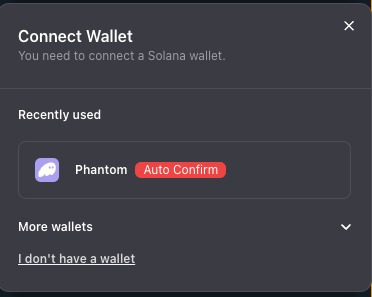 Connect Wallet
You need to connect a Solana wallet.
Recently used
Phantom Auto Confirm
More wallets
I don't have a wallet